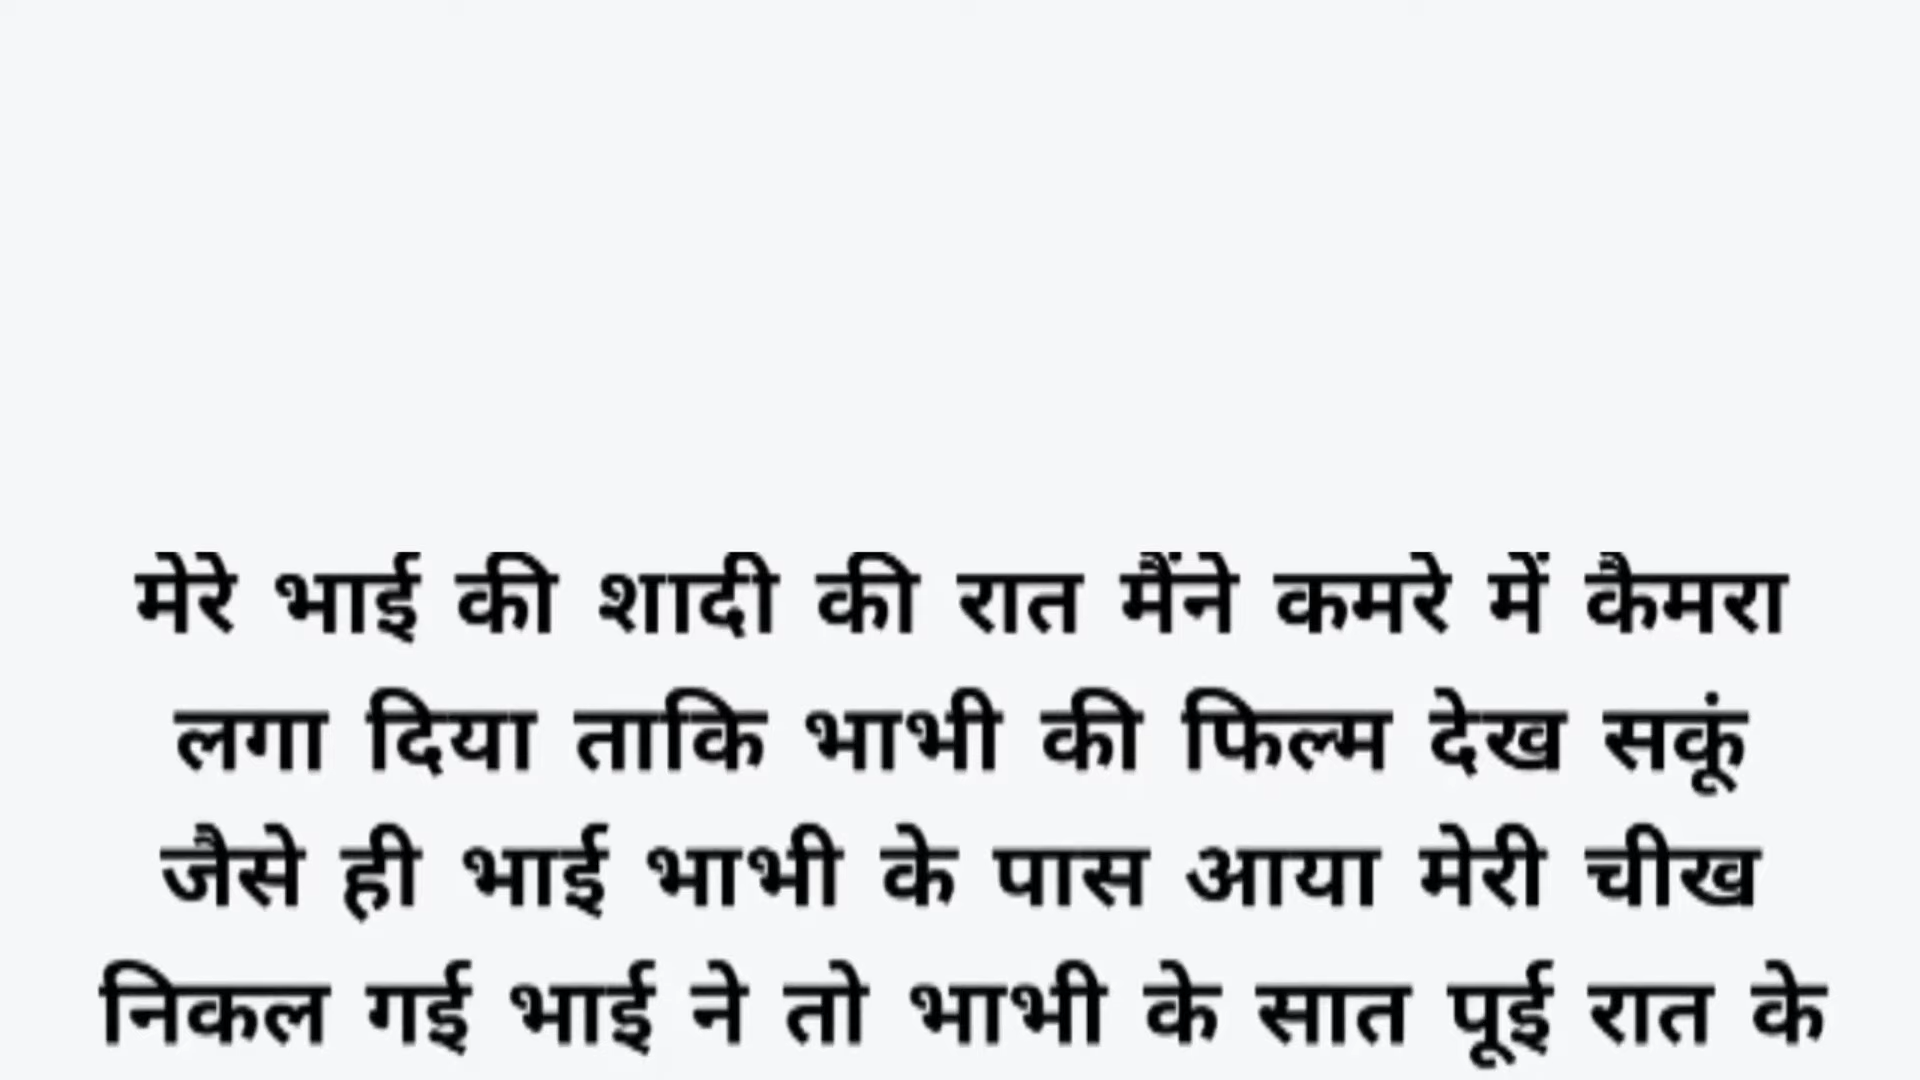 मेरे भाई की शादी की रात मैंने कमरे में कैमरा
लगा दिया ताकि भाभी की फिल्म देख सकूं
जैसे ही भाई भाभी के पास आया मेरी चीख
निकल गई भाई ने तो भाभी के सात पूई रात के